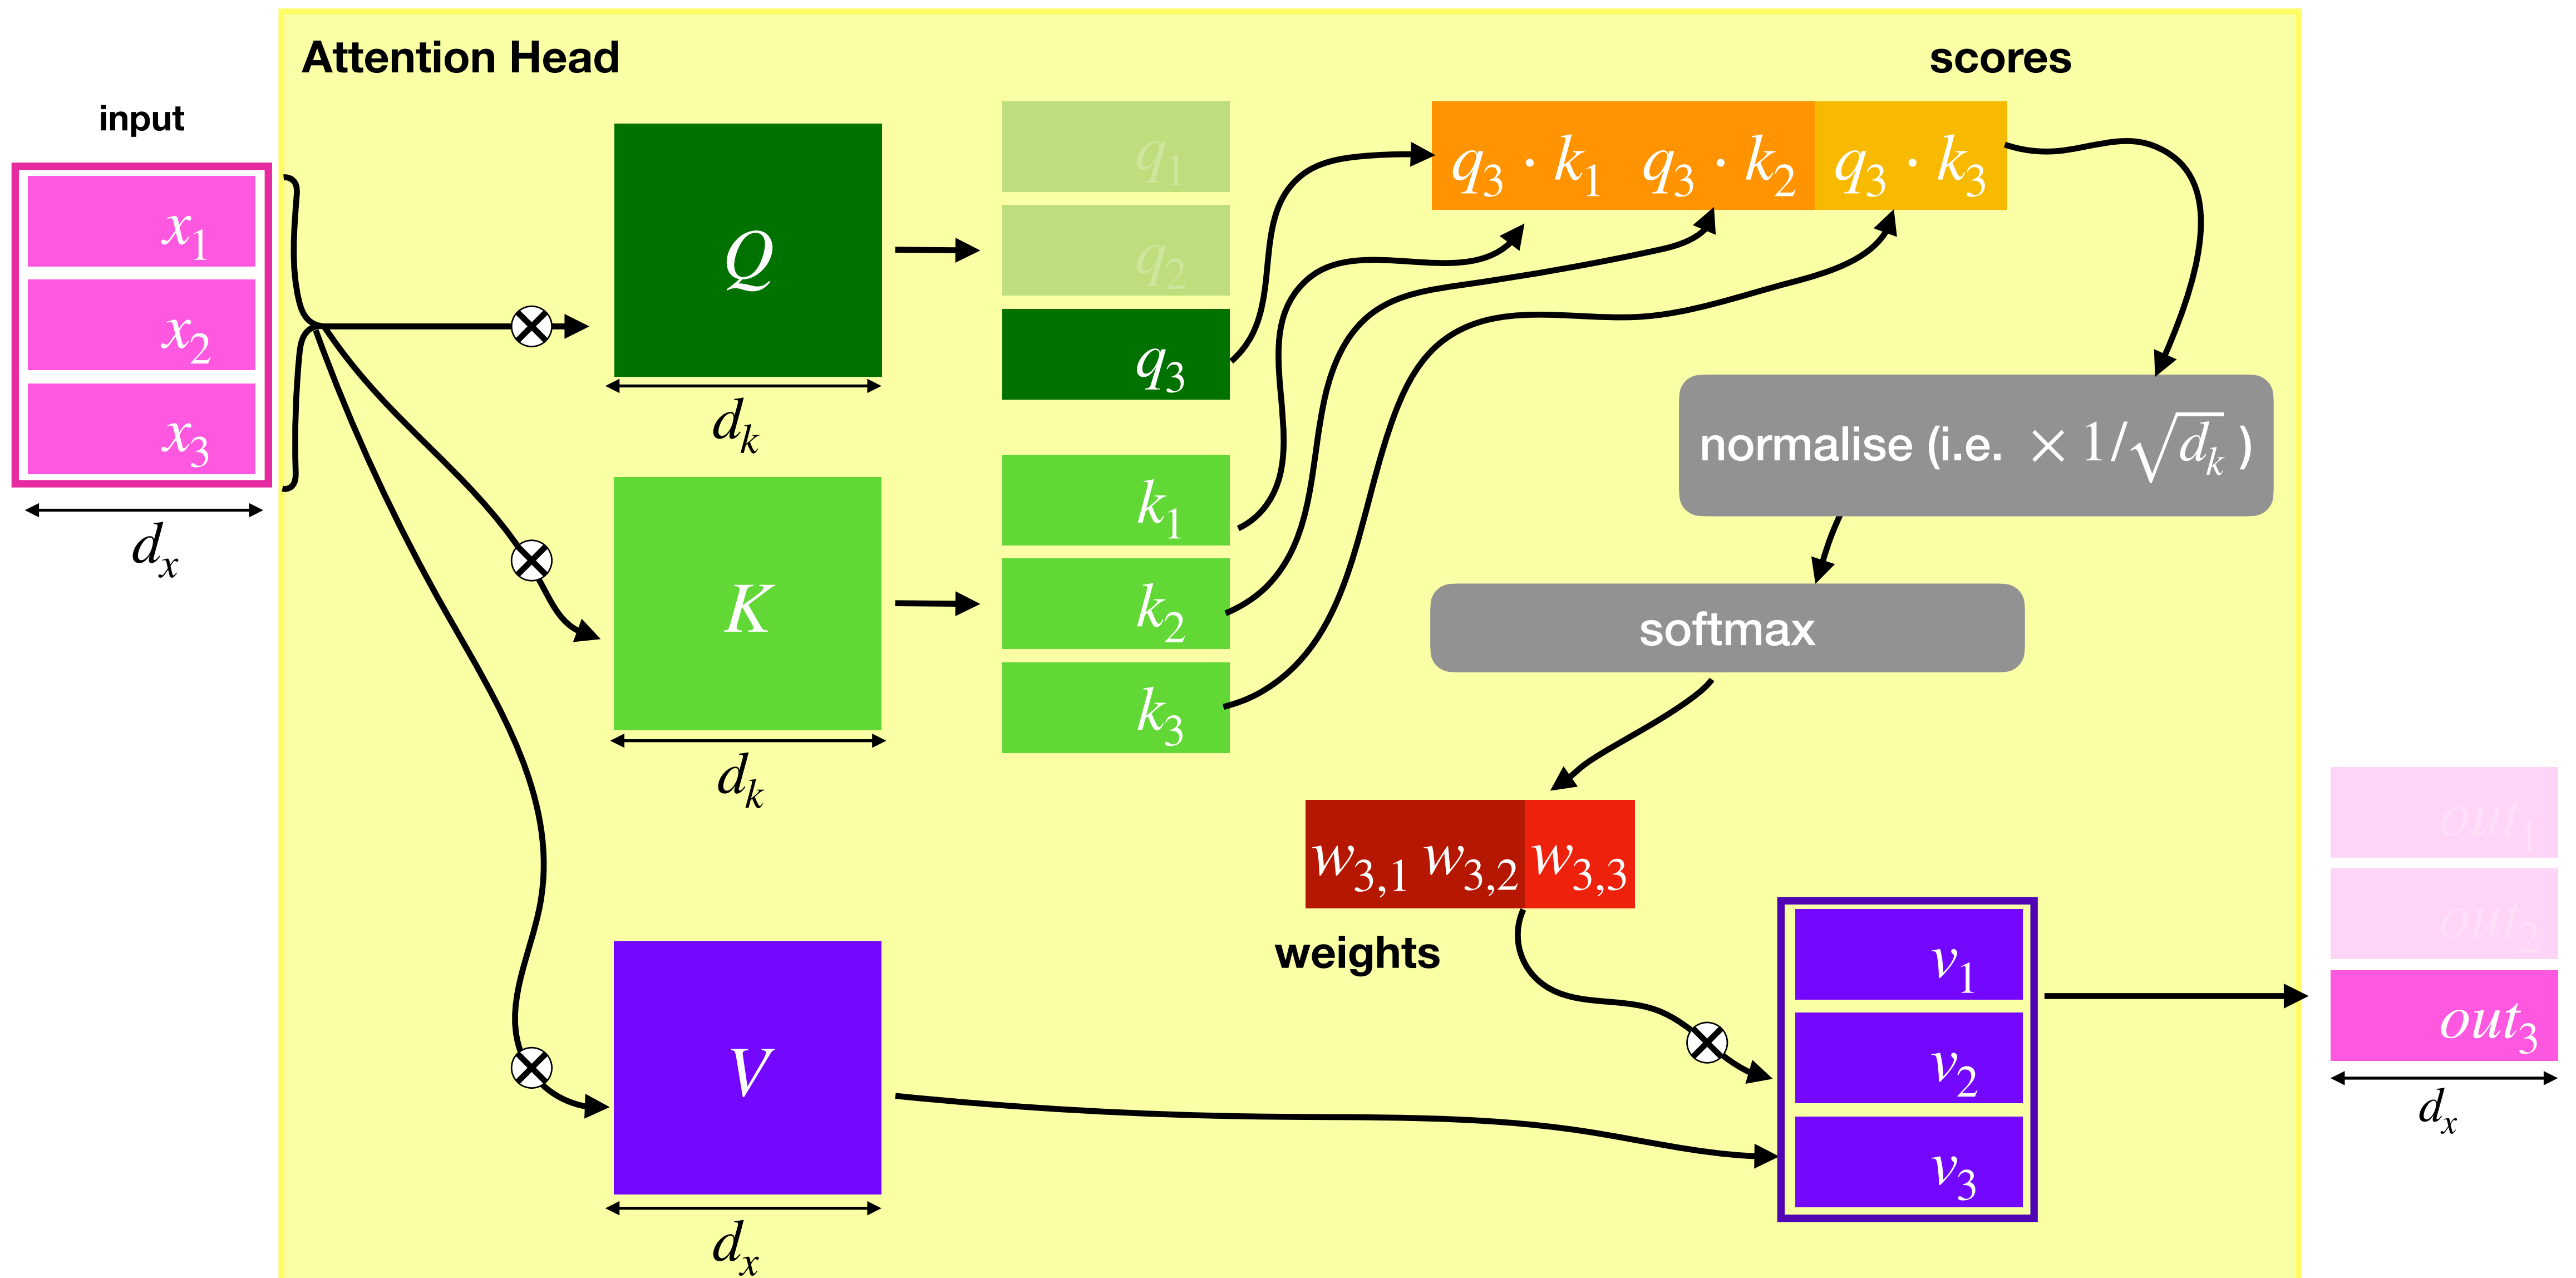 Attention Head
scores
input
x₁
x₂
x₃
dₓ
Q
dₖ
K
dₖ
V
dₓ
q₁
q₂
q₃
k₁
k₂
k₃
q₃ · k₁ q₃ · k₂ q₃ · k₃
normalise (i.e. × 1/√dₖ )
softmax
w₃,₁ w₃,₂ w₃,₃
weights
v₁
v₂
v₃
out₁
out₂
out₃
dₓ